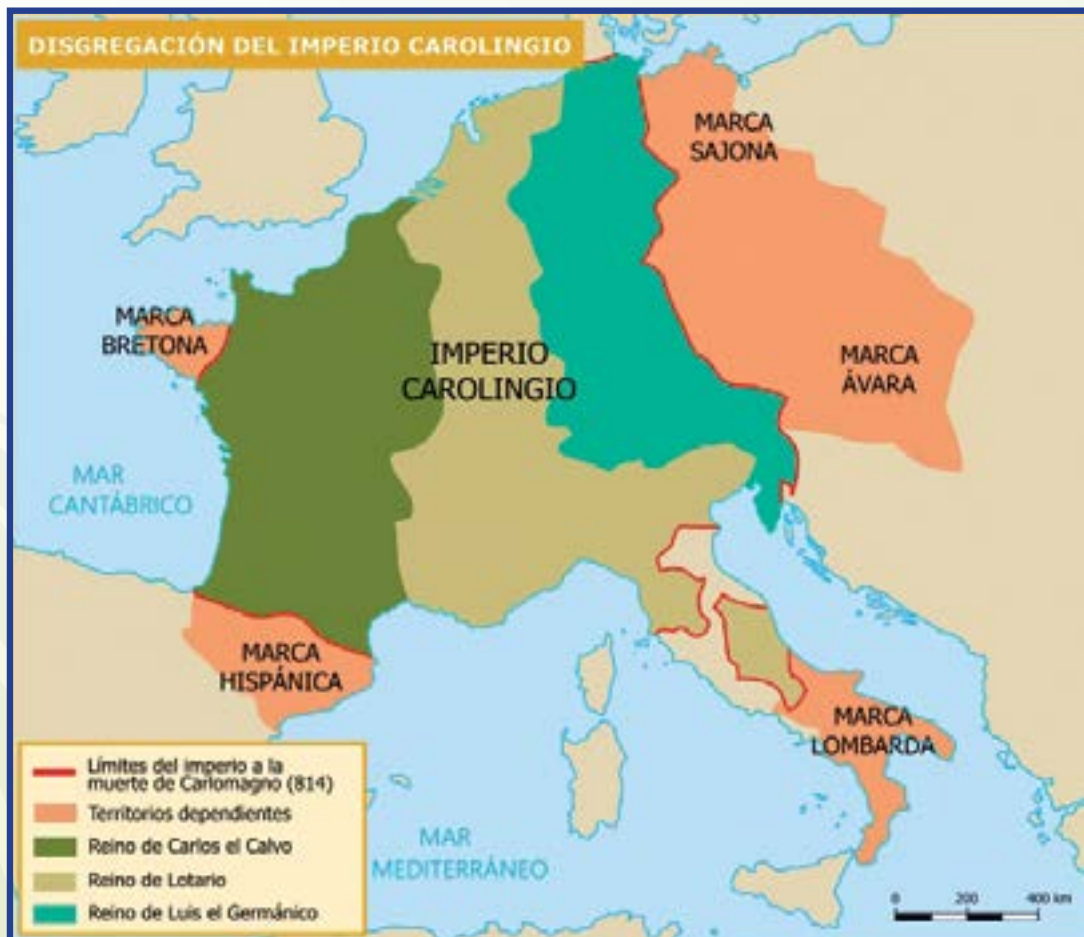 DISGREGACIÓN DEL IMPERIO CAROLINGIO
MARCA
SAJONA
MARCA
BRETONA
IMPERIO
CAROLINGIO
MARCA
ÁVARA
MAR
CANTÁBRICO
MARCA
HISPÁNICA
MARCA
LOMBARDA
MAR
MEDITERRÁNEO
Límites del imperio a la
muerte de Carlomagno (814)
Territorios dependientes
Reino de Carlos el Calvo
Reino de Lotario
Reino de Luis el Germánico
0 200 400 km